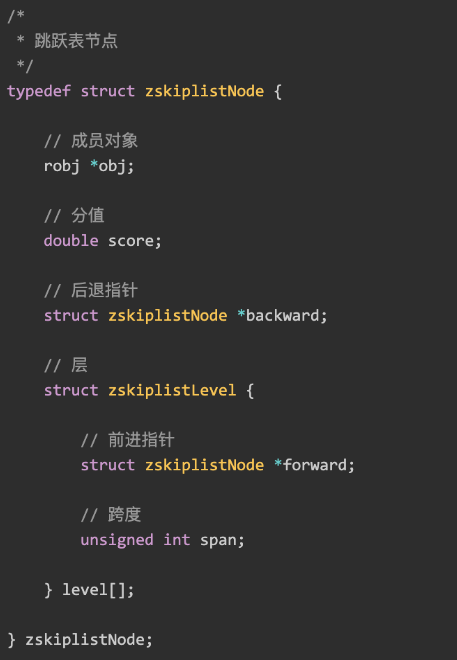 /*
 * 跳跃表节点
 */
typedef struct zskiplistNode {
    // 成员对象
    robj *obj;
    // 分值
    double score;
    // 后退指针
    struct zskiplistNode *backward;
    // 层
    struct zskiplistLevel {
        // 前进指针
        struct zskiplistNode *forward;
        // 跨度
        unsigned int span;
    } level[];
} zskiplistNode;